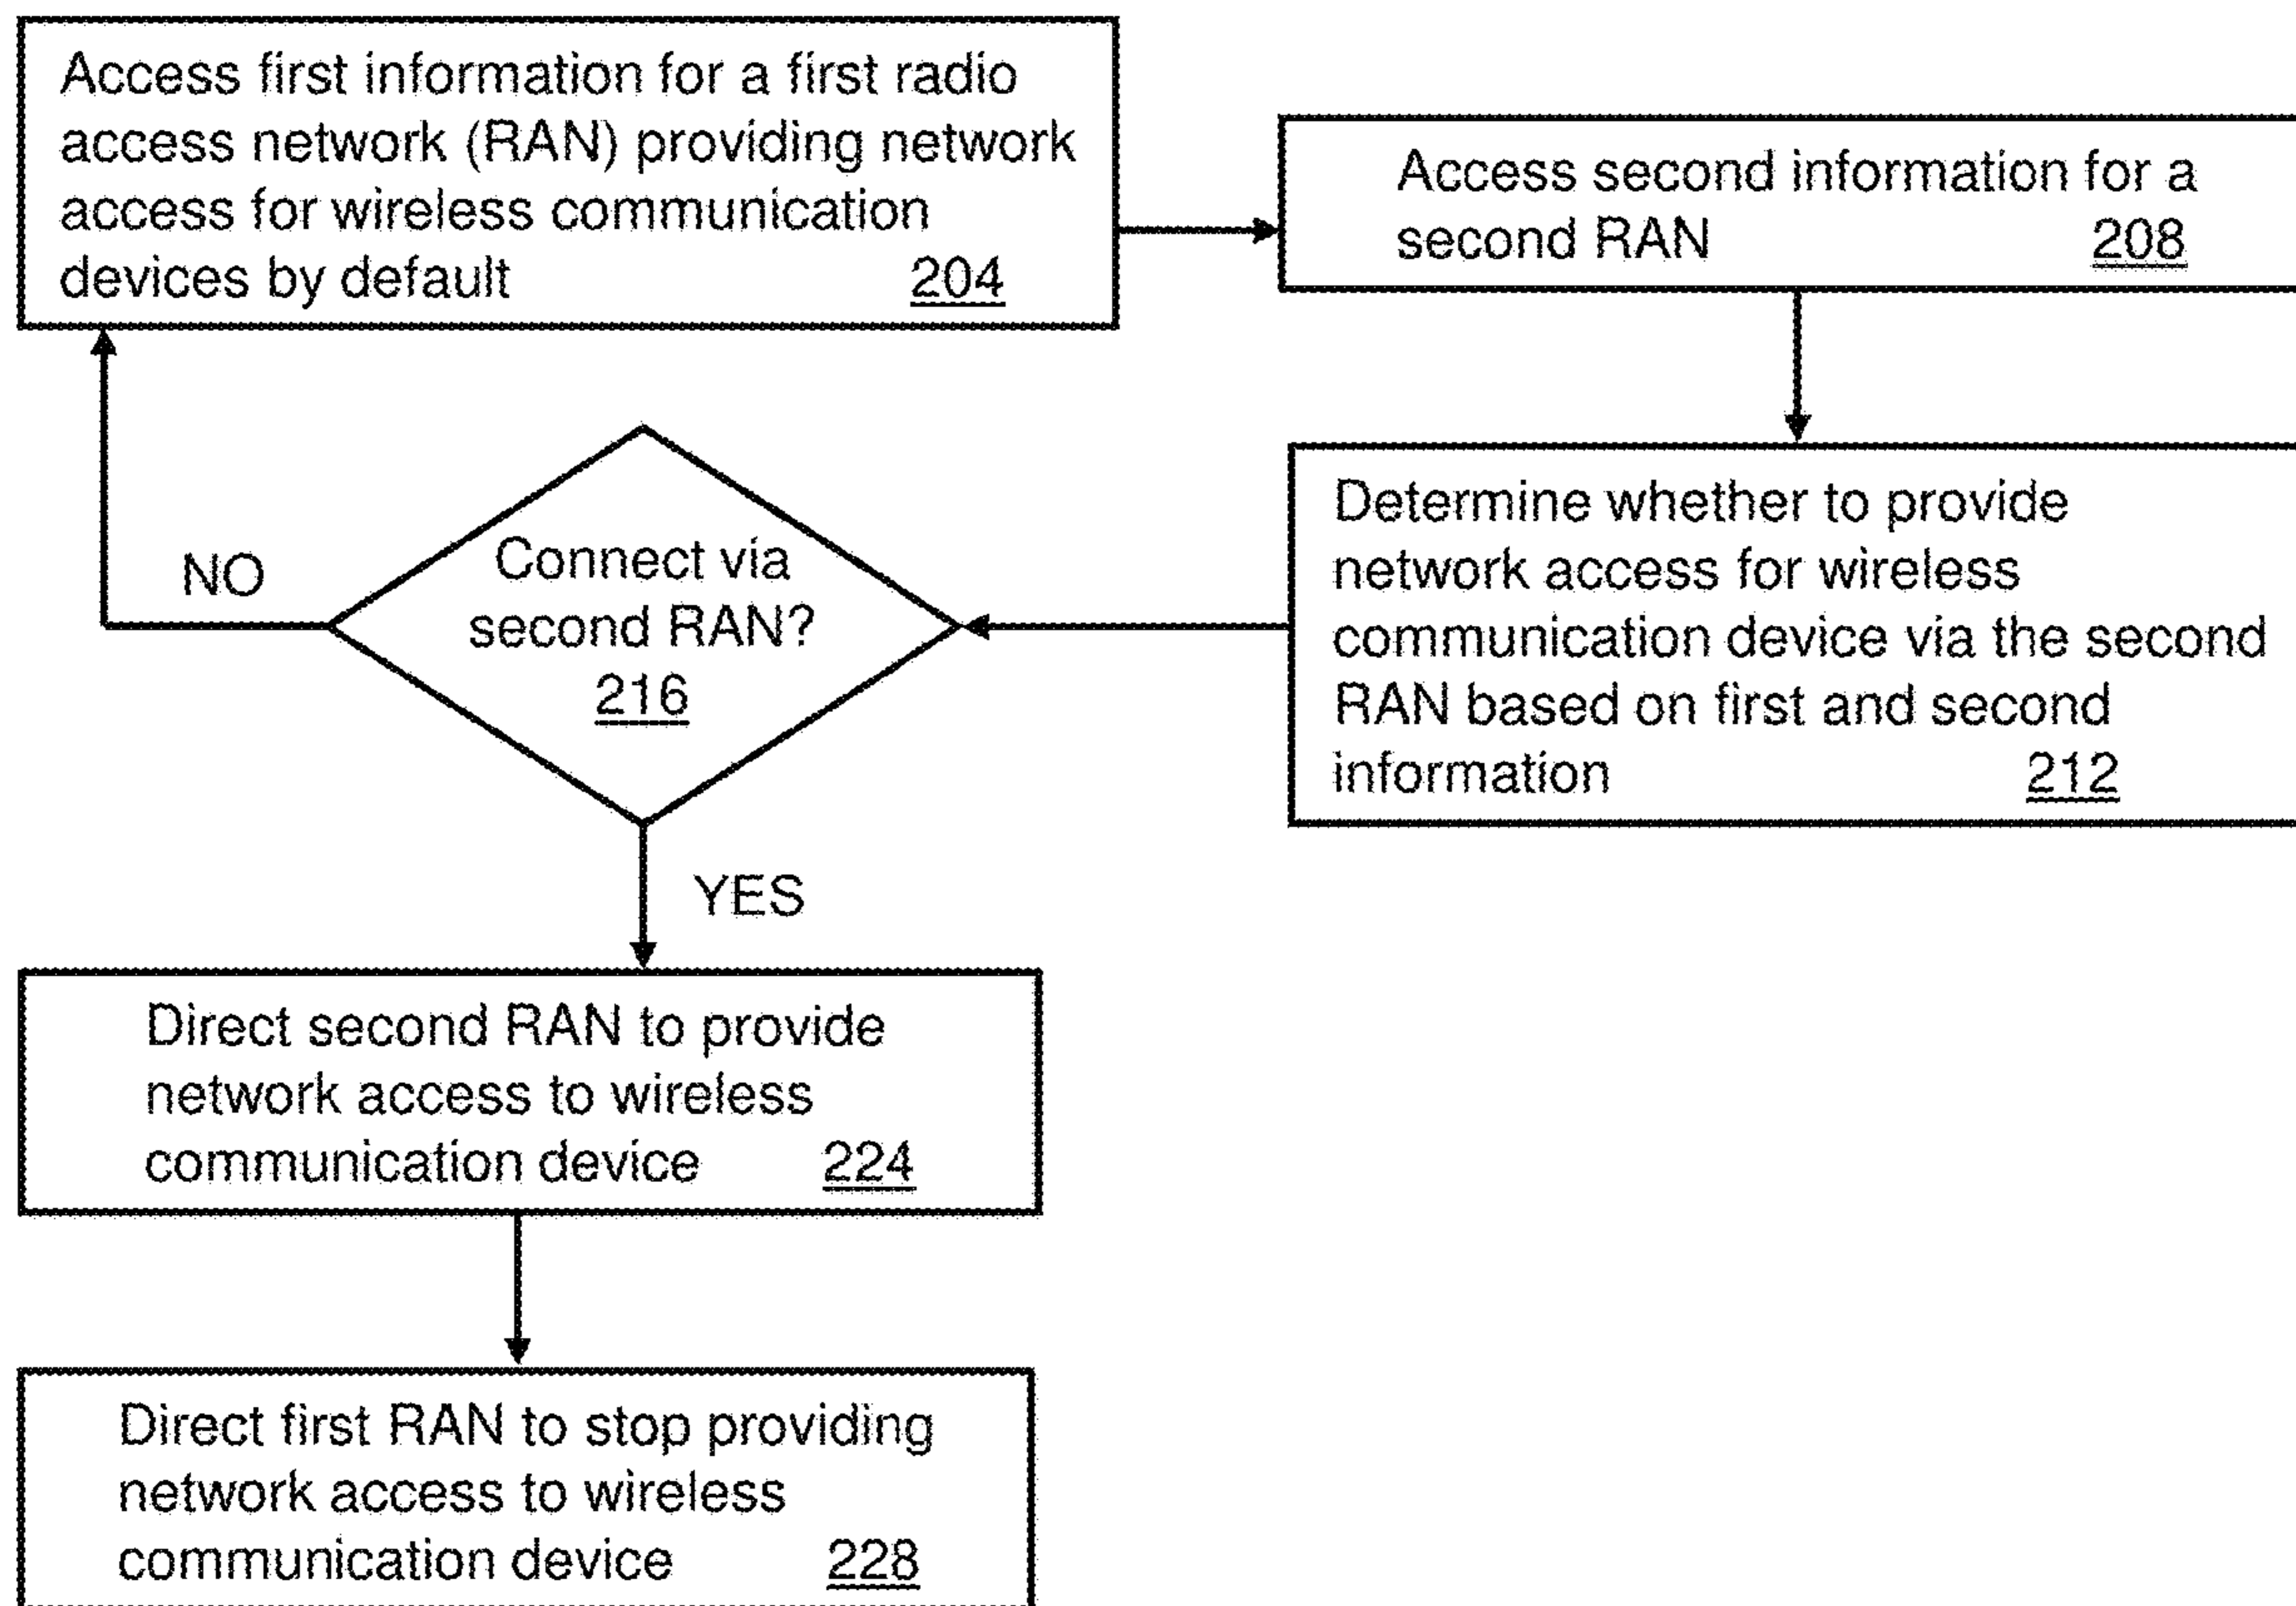 Access first information for a first radio
access network (RAN) providing network
access for wireless communication
devices by default 204
Access second information for a
second RAN 208
Determine whether to provide
network access for wireless
communication device via the second
RAN based on first and second
information 212
Connect via
second RAN?
216
NO
YES
Direct second RAN to provide
network access to wireless
communication device 224
Direct first RAN to stop providing
network access to wireless
communication device 228